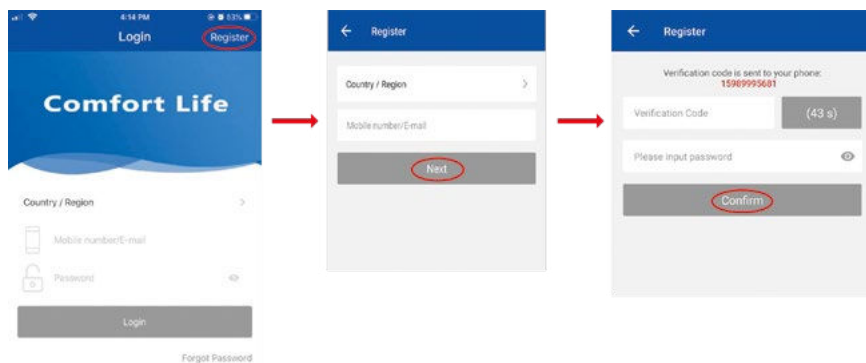 4:14 PM
83%
Login
Register
Comfort Life
Country / Region
Mobile number/E-mail
Password
Login
Forgot Password
Register
Country / Region
Mobile number/E-mail
Next
Register
Verification code is sent to your phone:
15989995681
Verification Code
(43 s)
Please input password
Confirm